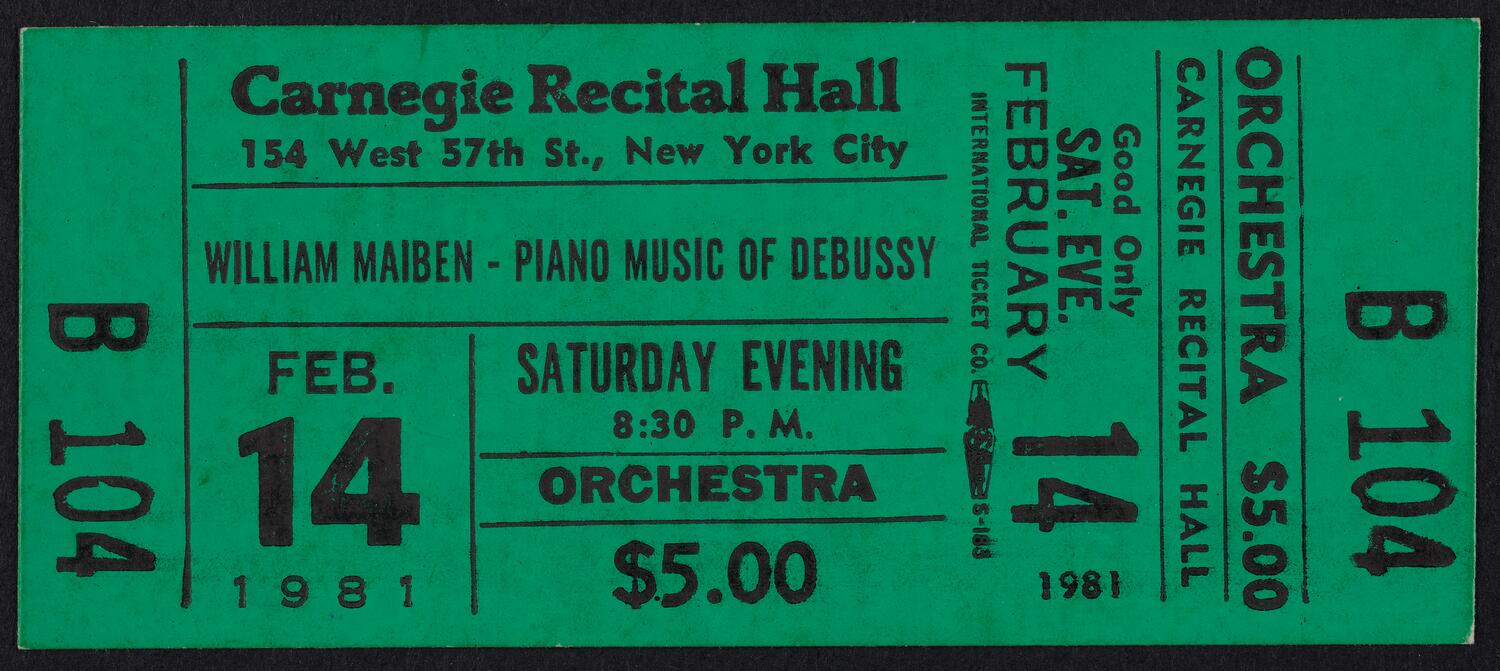 B 104
Carnegie Recital Hall
154 West 57th St., New York City
WILLIAM MAIBEN - PIANO MUSIC OF DEBUSSY
FEB.
14
1981
SATURDAY EVENING
8:30 P. M.
ORCHESTRA
$5.00
INTERNATIONAL TICKET CO. S-183
FEBRUARY 14
SAT. EVE.
Good Only
1981
CARNEGIE RECITAL HALL
ORCHESTRA $5.00
B 104